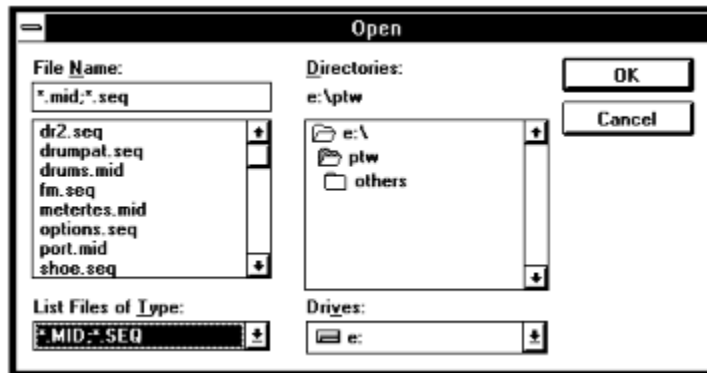 Open
File Name:
*.mid;*.seq
dr2.seq
drumpat.seq
drums.mid
fm.seq
metertes.mid
options.seq
port.mid
shoe.seq
List Files of Type:
*.MID;*.SEQ
Directories:
e:\ptw
e:\
ptw
others
Drives:
e:
OK
Cancel